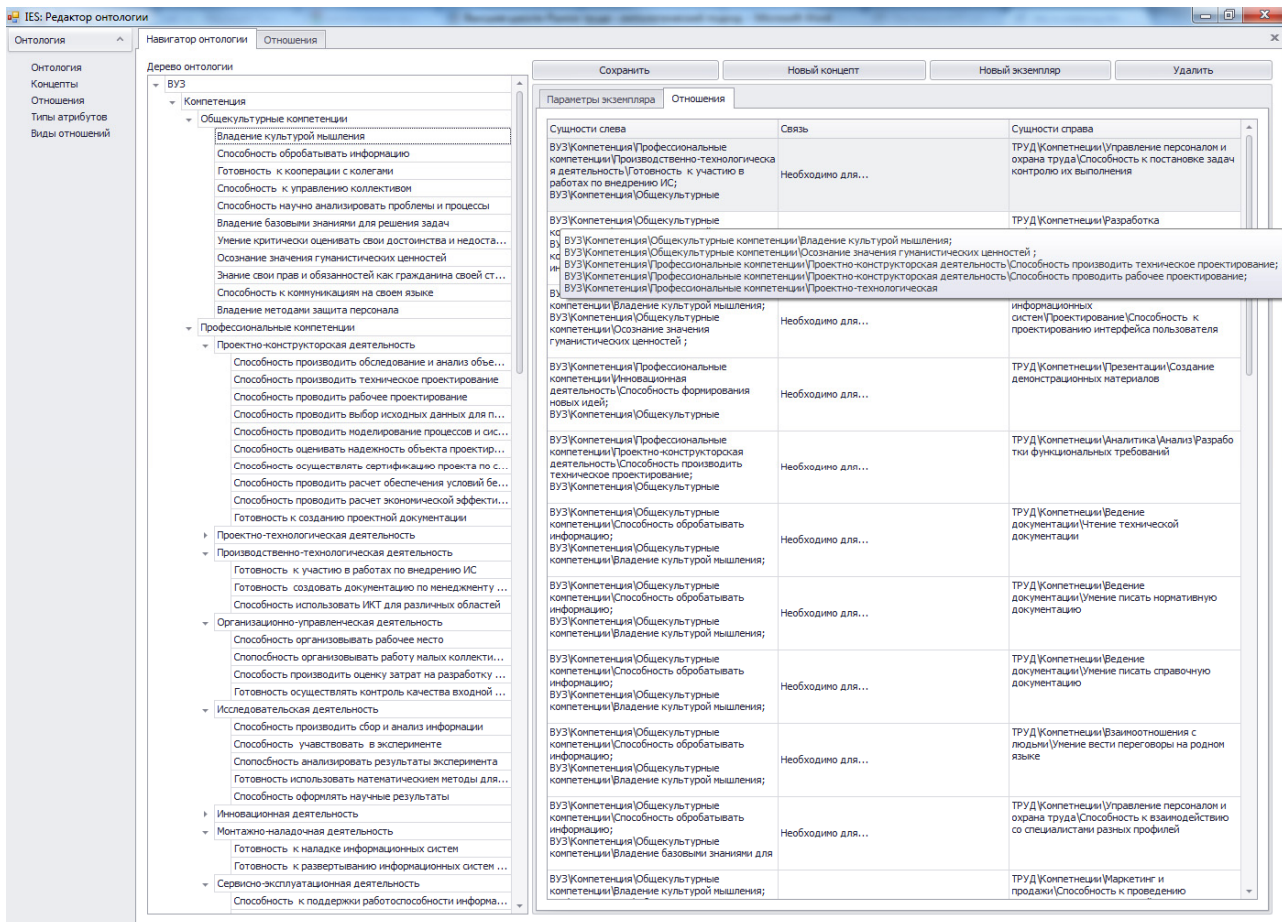 IES: Редактор онтологии
Онтология
Навигатор онтологии
Отношения
Онтология
Концепты
Отношения
Типы атрибутов
Виды отношений
Дерево онтологии
ВУЗ
Компетенция
Общекультурные компетенции
Владение культурой мышления
Способность обробатывать информацию
Готовность к кооперации с колегами
Способность к управлению коллективом
Способность научно анализировать проблемы и процессы
Владение базовыми знаниями для решения задач
Умение критически оценивать свои достоинства и недоста...
Осознание значения гуманистических ценностей
Знание свои прав и обязанностей как гражданина своей ст...
Способность к коммуникациям на своем языке
Владение методами защита персонала
Профессиональные компетенции
Проектно-конструкторская деятельность
Способность производить обследование и анализ объе...
Способность производить техническое проектирование
Способность проводить рабочее проектирование
Способность проводить выбор исходных данных для п...
Способность проводить моделирование процессов и сис...
Способность оценивать надежность объекта проектир...
Способность осуществлять сертификацию проекта по с...
Способность проводить расчет обеспечения условий бе...
Способность проводить расчет экономической эффекти...
Готовность к созданию проектной документации
Проектно-технологическая деятельность
Производственно-технологическая деятельность
Готовность к участию в работах по внедрению ИС
Готовность создовать документацию по менеджменту ...
Способность использовать ИКТ для различных областей
Организационно-управленческая деятельность
Способность организовывать рабочее место
Спопосбность организовывать работу малых коллекти...
Способость производить оценку затрат на разработку ...
Готовность осуществлять контроль качества входной ...
Исследовательская деятельность
Способность производить сбор и анализ информации
Способность учавствовать в эксперименте
Спопосбность анализировать результаты эксперимента
Готовность использовать математическием методы для...
Способность оформлять научные результаты
Инновационная деятельность
Монтажно-наладочная деятельность
Готовность к наладке информационных систем
Готовность к развертыванию информационных систем ...
Сервисно-эксплуатационная деятельность
Способность к поддержки работоспособности информа...
Сохранить
Новый концепт
Новый экземпляр
Удалить
Параметры экземпляра
Отношения
Сущности слева
Связь
Сущности справа
ВУЗ\Компетенция\Профессиональные
компетенции\Производственно-технологическа
я деятельность\Готовность к участию в
работах по внедрению ИС;
ВУЗ\Компетенция\Общекультурные
Необходимо для...
ТРУД\Компетнеции\Управление персоналом и
охрана труда\Способность к постановке задач
контролю их выполнения
ВУЗ\Компетенция\Общекультурные
ТРУД\Компетнеции\Разработка
ВУЗ\Компетенция\Общекультурные компетенции\Владение культурой мышления;
ВУЗ\Компетенция\Общекультурные компетенции\Осознание значения гуманистических ценностей ;
ВУЗ\Компетенция\Профессиональные компетенции\Проектно-конструкторская деятельность\Способность производить техническое проектирование;
ВУЗ\Компетенция\Профессиональные компетенции\Проектно-конструкторская деятельность\Способность проводить рабочее проектирование;
ВУЗ\Компетенция\Профессиональные компетенции\Проектно-технологическая
компетенции\Владение культурой мышления;
ВУЗ\Компетенция\Общекультурные
компетенции\Осознание значения
гуманистических ценностей ;
Необходимо для...
информационных
систем\Проектирование\Способность к
проектированию интерфейса пользователя
ВУЗ\Компетенция\Профессиональные
компетенции\Инновационная
деятельность\Способность формирования
новых идей;
ВУЗ\Компетенция\Общекультурные
Необходимо для...
ТРУД\Компетнеции\Презентации\Создание
демонстрационных материалов
ВУЗ\Компетенция\Профессиональные
компетенции\Проектно-конструкторская
деятельность\Способность производить
техническое проектирование;
ВУЗ\Компетенция\Общекультурные
Необходимо для...
ТРУД\Компетнеции\Аналитика\Анализ\Разрабо
тки функциональных требований
ВУЗ\Компетенция\Общекультурные
компетенции\Способность обробатывать
информацию;
ВУЗ\Компетенция\Общекультурные
компетенции\Владение культурой мышления;
Необходимо для...
ТРУД\Компетнеции\Ведение
документации\Чтение технической
документации
ВУЗ\Компетенция\Общекультурные
компетенции\Способность обробатывать
информацию;
ВУЗ\Компетенция\Общекультурные
компетенции\Владение культурой мышления;
Необходимо для...
ТРУД\Компетнеции\Ведение
документации\Умение писать нормативную
документацию
ВУЗ\Компетенция\Общекультурные
компетенции\Способность обробатывать
информацию;
ВУЗ\Компетенция\Общекультурные
компетенции\Владение культурой мышления;
Необходимо для...
ТРУД\Компетнеции\Ведение
документации\Умение писать справочную
документацию
ВУЗ\Компетенция\Общекультурные
компетенции\Способность обробатывать
информацию;
ВУЗ\Компетенция\Общекультурные
компетенции\Владение культурой мышления;
Необходимо для...
ТРУД\Компетнеции\Взаимоотношения с
людьми\Умение вести переговоры на родном
языке
ВУЗ\Компетенция\Общекультурные
компетенции\Способность обробатывать
информацию;
ВУЗ\Компетенция\Общекультурные
компетенции\Владение базовыми знаниями для
Необходимо для...
ТРУД\Компетнеции\Управление персоналом и
охрана труда\Способность к взаимодействию
со специалистами разных профилей
ВУЗ\Компетенция\Общекультурные
компетенции\Владение культурой мышления;
ТРУД\Компетнеции\Маркетинг и
продажи\Способность к проведению